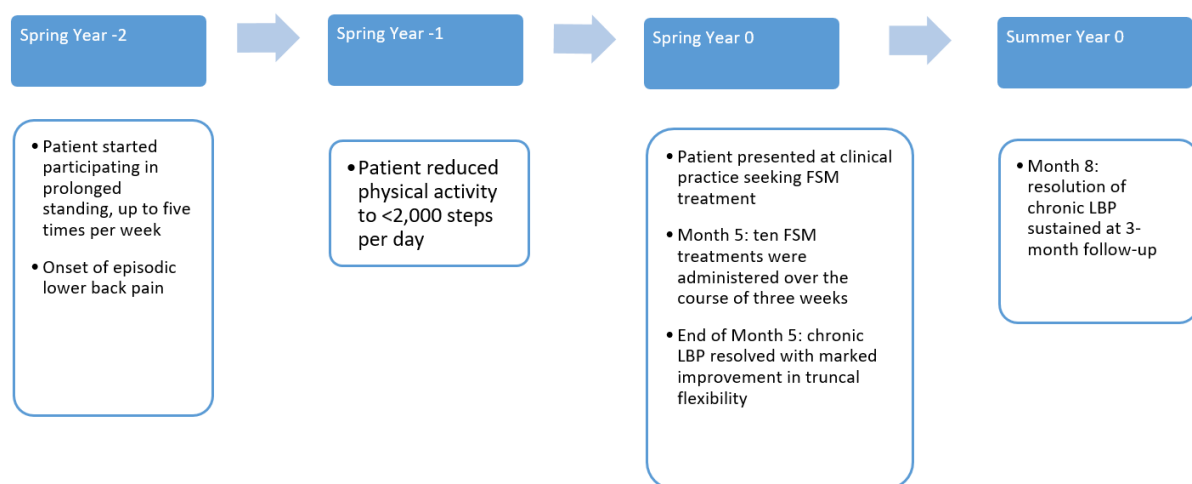 Spring Year -2
Spring Year -1
Spring Year 0
Summer Year 0
• Patient started
participating in
prolonged
standing, up to five
times per week
• Onset of episodic
lower back pain
• Patient reduced
physical activity
to <2,000 steps
per day
• Patient presented at clinical
practice seeking FSM
treatment
• Month 5: ten FSM
treatments were
administered over the
course of three weeks
• End of Month 5: chronic
LBP resolved with marked
improvement in truncal
flexibility
• Month 8:
resolution of
chronic LBP
sustained at 3-
month follow-up